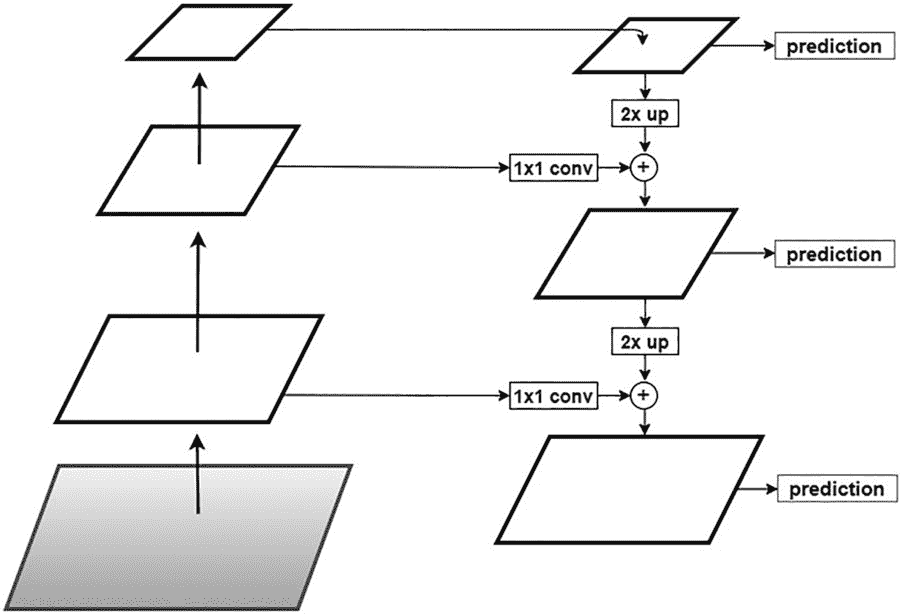 prediction
2x up
1x1 conv
+
prediction
2x up
1x1 conv
+
prediction